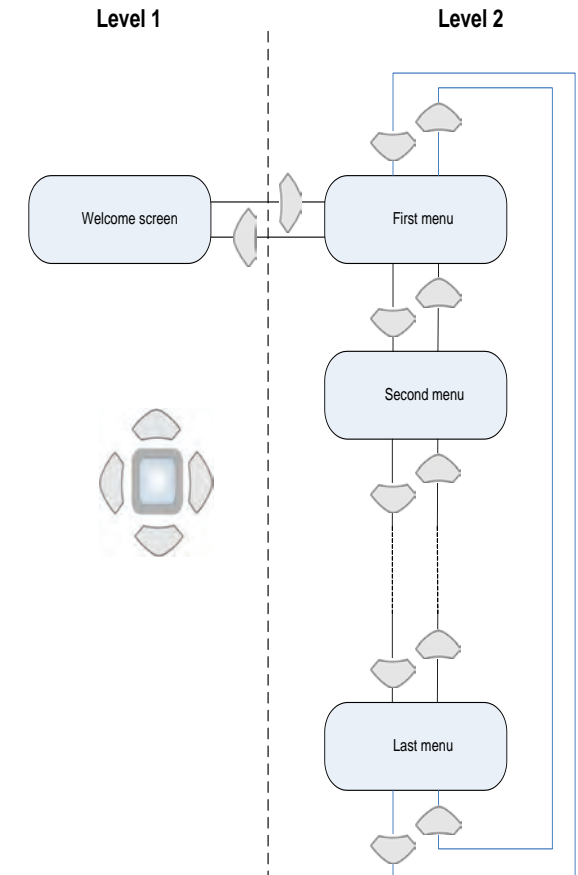 Level 1
Level 2
Welcome screen
First menu
Second menu
Last menu